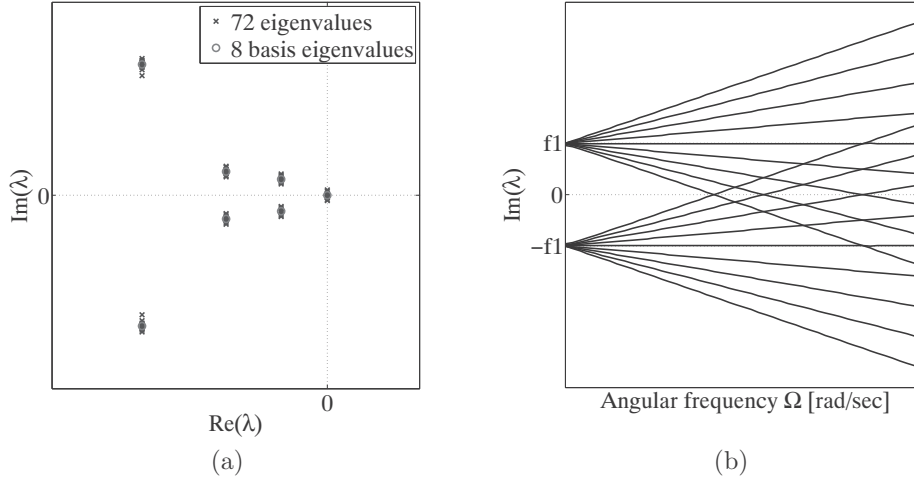 72 eigenvalues
8 basis eigenvalues
Im(λ)
0
0
Re(λ)
(a)
Im(λ)
f1
0
−f1
Angular frequency Ω [rad/sec]
(b)